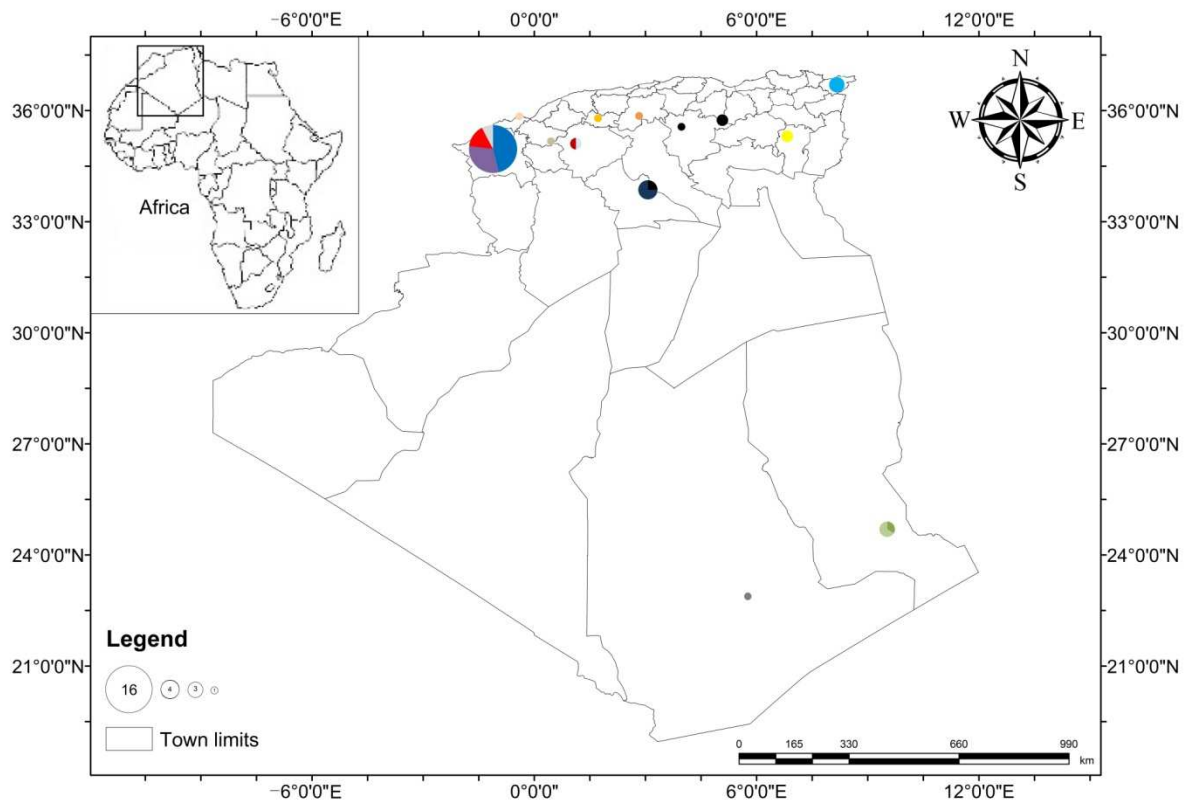 −6°0'0"E 0°0'0"E 6°0'0"E 12°0'0"E
Africa
N
W E
S
36°0'0"N 36°0'0"N
33°0'0"N 33°0'0"N
30°0'0"N 30°0'0"N
27°0'0"N 27°0'0"N
24°0'0"N 24°0'0"N
21°0'0"N 21°0'0"N
Legend
16 4 3 1
Town limits
0 165 330 660 990
km
−6°0'0"E 0°0'0"E 6°0'0"E 12°0'0"E